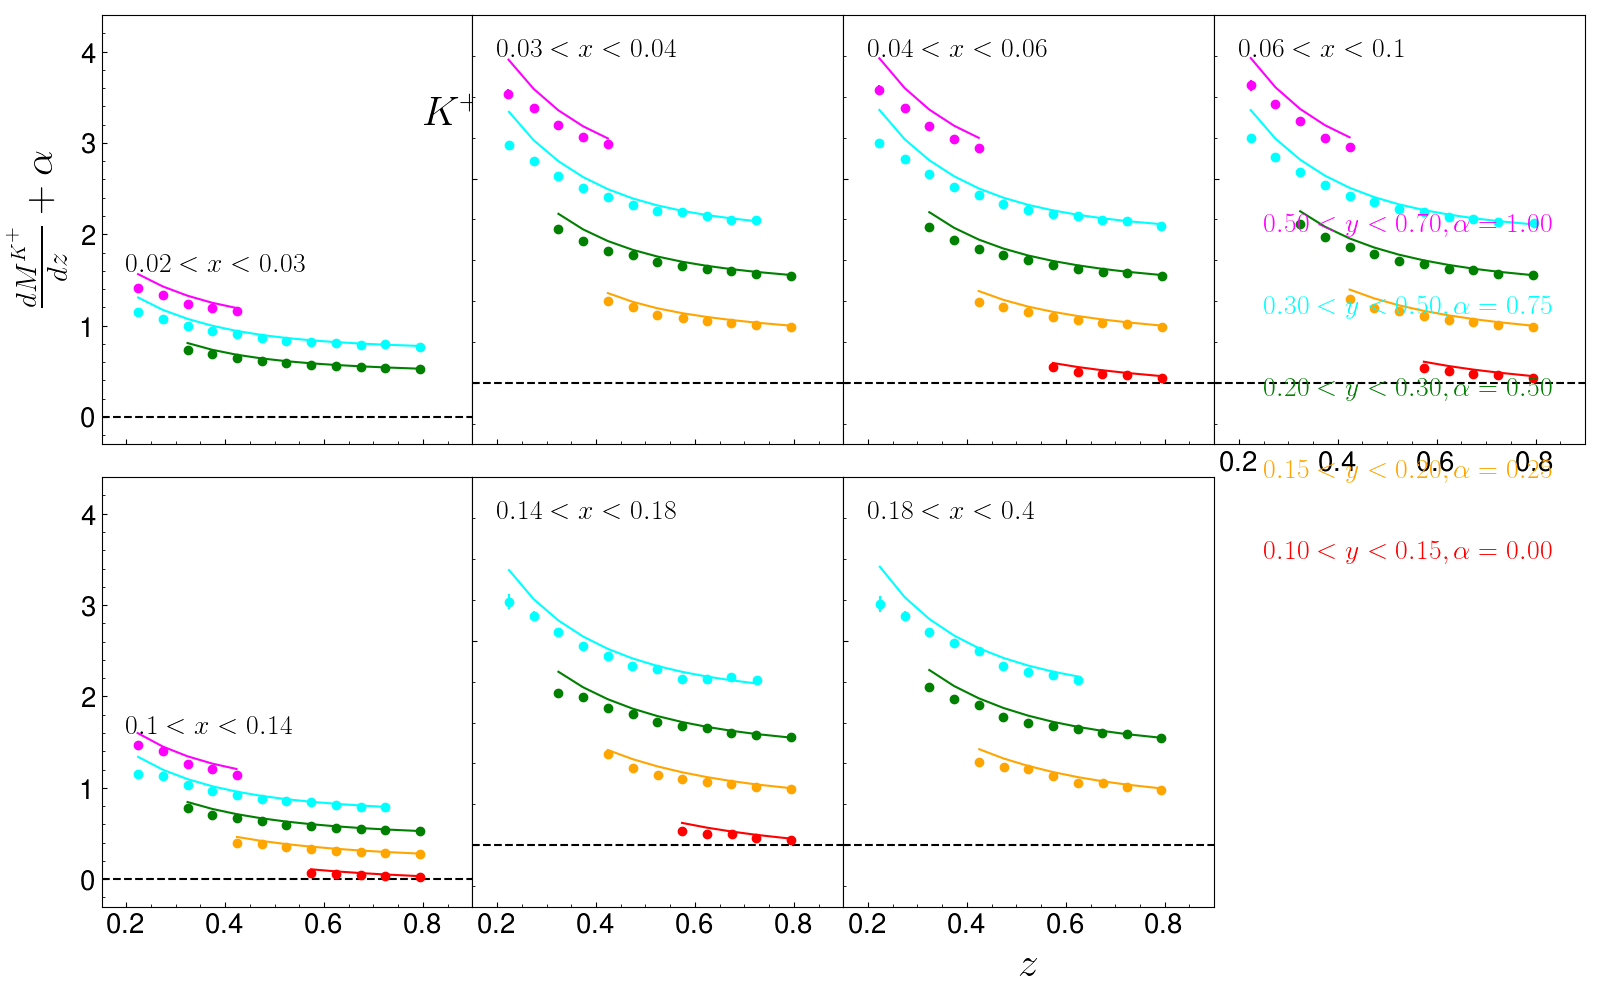 0.02 < x < 0.03
0.03 < x < 0.04
0.04 < x < 0.06
0.06 < x < 0.1
K⁺
dM^{K⁺}/dz + α
4
3
2
1
0
0.50 < y < 0.70, α = 1.00
0.30 < y < 0.50, α = 0.75
0.20 < y < 0.30, α = 0.50
0.15 < y < 0.20, α = 0.25
0.10 < y < 0.15, α = 0.00
0.2 0.4 0.6 0.8
0.1 < x < 0.14
0.14 < x < 0.18
0.18 < x < 0.4
4
3
2
1
0
0.2 0.4 0.6 0.8 0.2 0.4 0.6 0.8 0.2 0.4 0.6 0.8
z